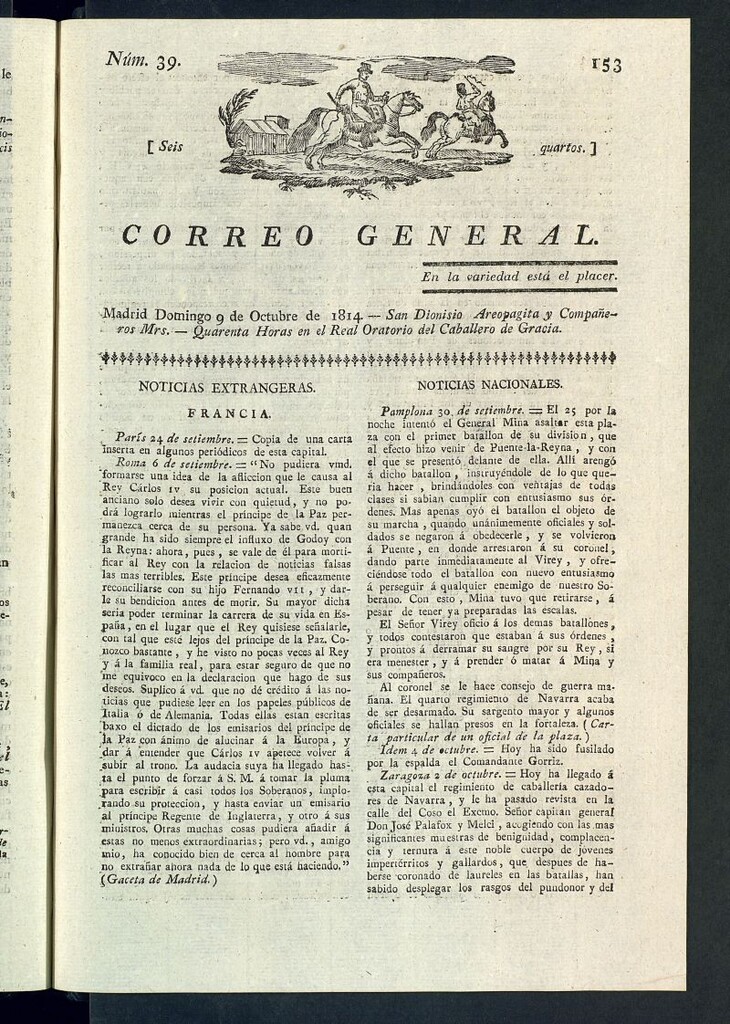 Núm. 39.
153
[ Seis
quartos. ]
CORREO GENERAL.
En la variedad está el placer.
Madrid Domingo 9 de Octubre de 1814. — San Dionisio Areopagita y Compañe-
ros Mrs. — Quarenta Horas en el Real Oratorio del Caballero de Gracia.
NOTICIAS EXTRANGERAS.
FRANCIA.
París 24 de setiembre. = Copia de una carta
inserta en algunos periódicos de esta capital.
Roma 6 de setiembre. = "No pudiera vmd.
formarse una idea de la afliccion que le causa al
Rey Cárlos IV su posicion actual. Este buen
anciano solo desea vivir con quietud, y no po-
drá lograrlo mientras el príncipe de la Paz per-
manezca cerca de su persona. Ya sabe vd. quan
grande ha sido siempre el influxo de Godoy con
la Reyna: ahora, pues, se vale de él para morti-
ficar al Rey con la relacion de noticias falsas
las mas terribles. Este príncipe desea eficazmente
reconciliarse con su hijo Fernando VII, y dar-
le su bendicion antes de morir. Su mayor dicha
seria poder terminar la carrera de su vida en Es-
paña, en el lugar que el Rey quisiese señalarle,
con tal que esté lejos del príncipe de la Paz. Co-
nozco bastante, y he visto no pocas veces al Rey
y á la familia real, para estar seguro de que no
me equivoco en la declaracion que hago de sus
deseos. Suplico á vd. que no dé crédito á las no-
ticias que pudiese leer en los papeles públicos de
Italia ó de Alemania. Todas ellas estan escritas
baxo el dictado de los emisarios del príncipe de
la Paz con ánimo de alucinar á la Europa, y
dar á entender que Cárlos IV apetece volver á
subir al trono. La audacia suya ha llegado has-
ta el punto de forzar á S. M. á tomar la pluma
para escribir á casi todos los Soberanos, implo-
rando su proteccion, y hasta enviar un emisario
al príncipe Regente de Inglaterra, y otro á sus
ministros. Otras muchas cosas pudiera añadir á
estas no menos extraordinarias; pero vd., amigo
mio, ha conocido bien de cerca al hombre para
no extrañar ahora nada de lo que está haciendo."
(Gaceta de Madrid.)
NOTICIAS NACIONALES.
Pamplona 30 de setiembre. = El 25 por la
noche intentó el General Mina asaltar esta pla-
za con el primer batallon de su division, que
al efecto hizo venir de Puente-la-Reyna, y con
el que se presentó delante de ella. Allí arengó
á dicho batallon, instruyéndole de lo que que-
ria hacer, brindándoles con ventajas de todas
clases si sabian cumplir con entusiasmo sus ór-
denes. Mas apenas oyó el batallon el objeto de
su marcha, quando unánimemente oficiales y sol-
dados se negaron á obedecerle, y se volvieron
á Puente, en donde arrestaron á su coronel,
dando parte inmediatamente al Virey, y ofre-
ciéndose todo el batallon con nuevo entusiasmo
á perseguir á qualquier enemigo de nuestro So-
berano. Con esto, Mina tuvo que retirarse, á
pesar de tener ya preparadas las escalas.
El Señor Virey ofició á los demas batallones,
y todos contestaron que estaban á sus órdenes,
y prontos á derramar su sangre por su Rey, si
era menester, y á prender ó matar á Mina y
sus compañeros.
Al coronel se le hace consejo de guerra ma-
ñana. El quarto regimiento de Navarra acaba
de ser desarmado. Su sargento mayor y algunos
oficiales se hallan presos en la fortaleza. (Car-
ta particular de un oficial de la plaza.)
Idem 4 de octubre. = Hoy ha sido fusilado
por la espalda el Comandante Gorriz.
Zaragoza 2 de octubre. = Hoy ha llegado á
esta capital el regimiento de caballería cazado-
res de Navarra, y le ha pasado revista en la
calle del Coso el Excmo. Señor capitan general
Don José Palafox y Melci, acogiendo con las mas
significantes muestras de benignidad, complacen-
cia y ternura á este noble cuerpo de jóvenes
impertérritos y gallardos, que despues de ha-
berse coronado de laureles en las batallas, han
sabido desplegar los rasgos del pundonor y del